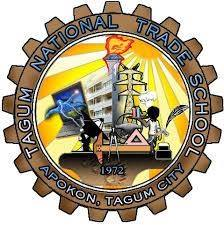 TAGUM NATIONAL TRADE SCHOOL
1972
APOKON, TAGUM CITY